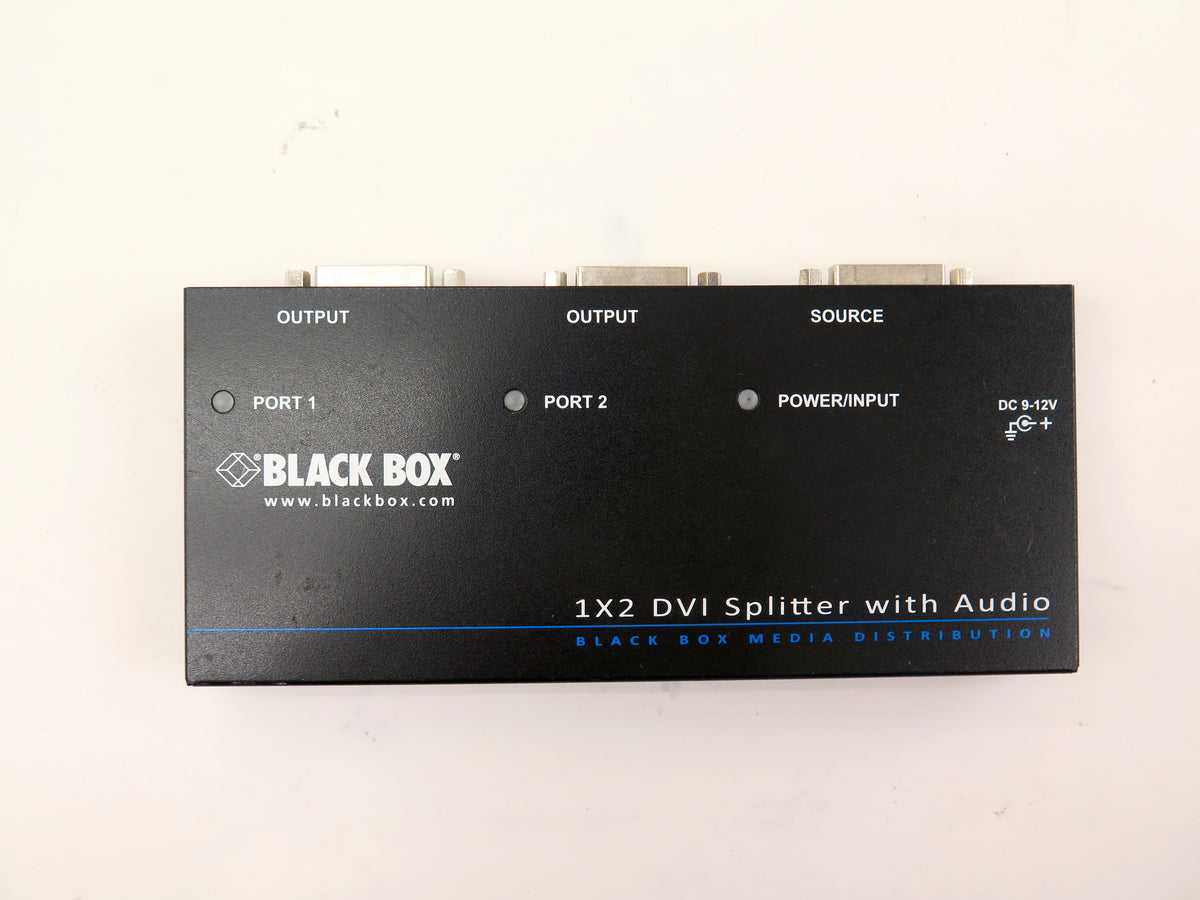 OUTPUT OUTPUT SOURCE
PORT 1 PORT 2 POWER/INPUT DC 9-12V
+
® BLACK BOX®
www.blackbox.com
1X2 DVI Splitter with Audio
BLACK BOX MEDIA DISTRIBUTION